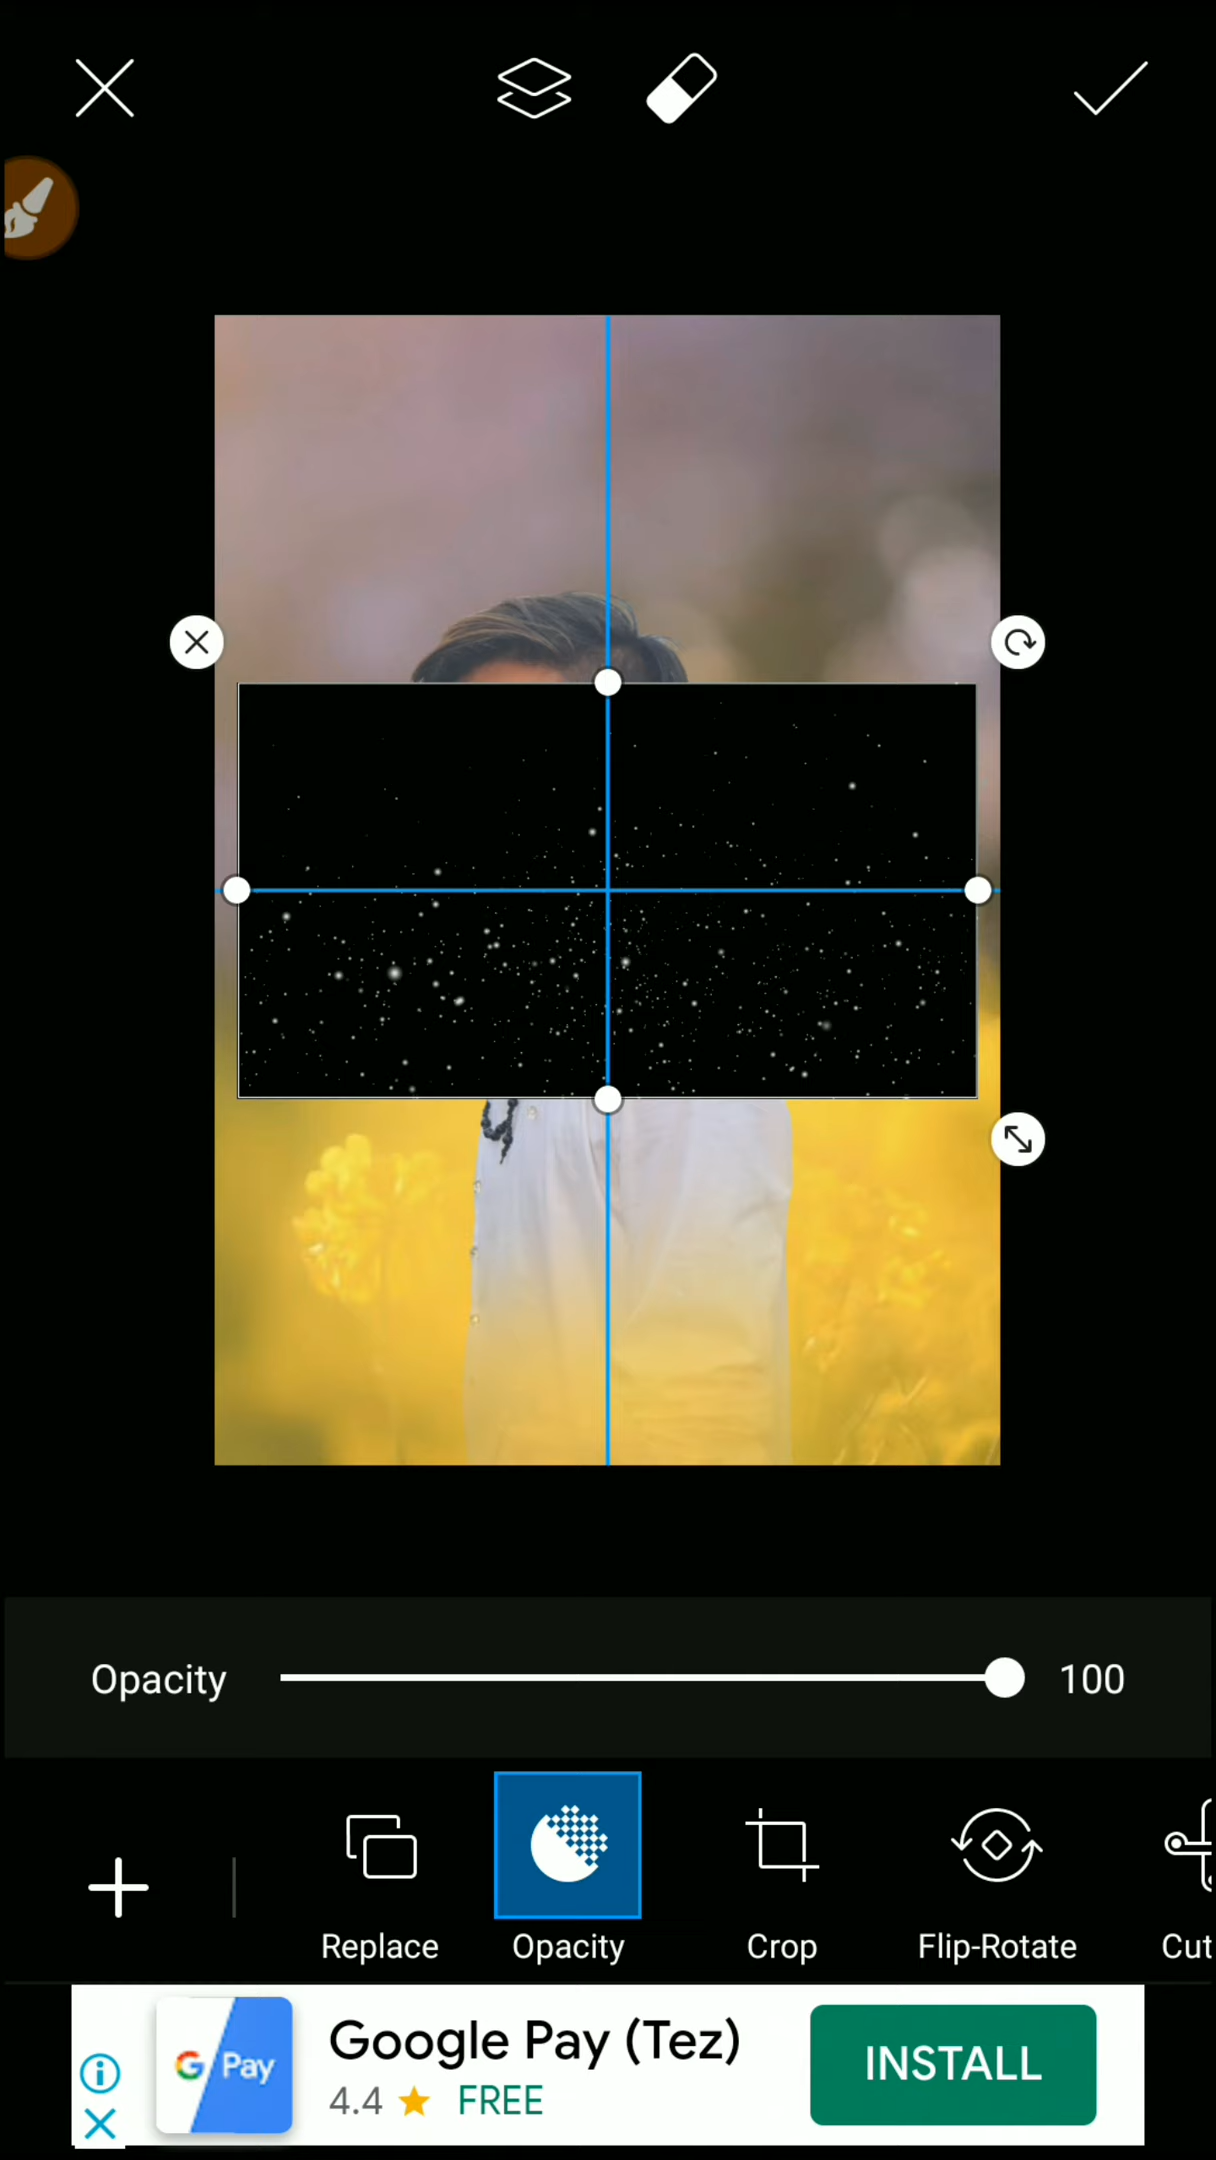 Opacity 100
Replace Opacity Crop Flip-Rotate Cut
G Pay Google Pay (Tez) INSTALL
4.4 FREE